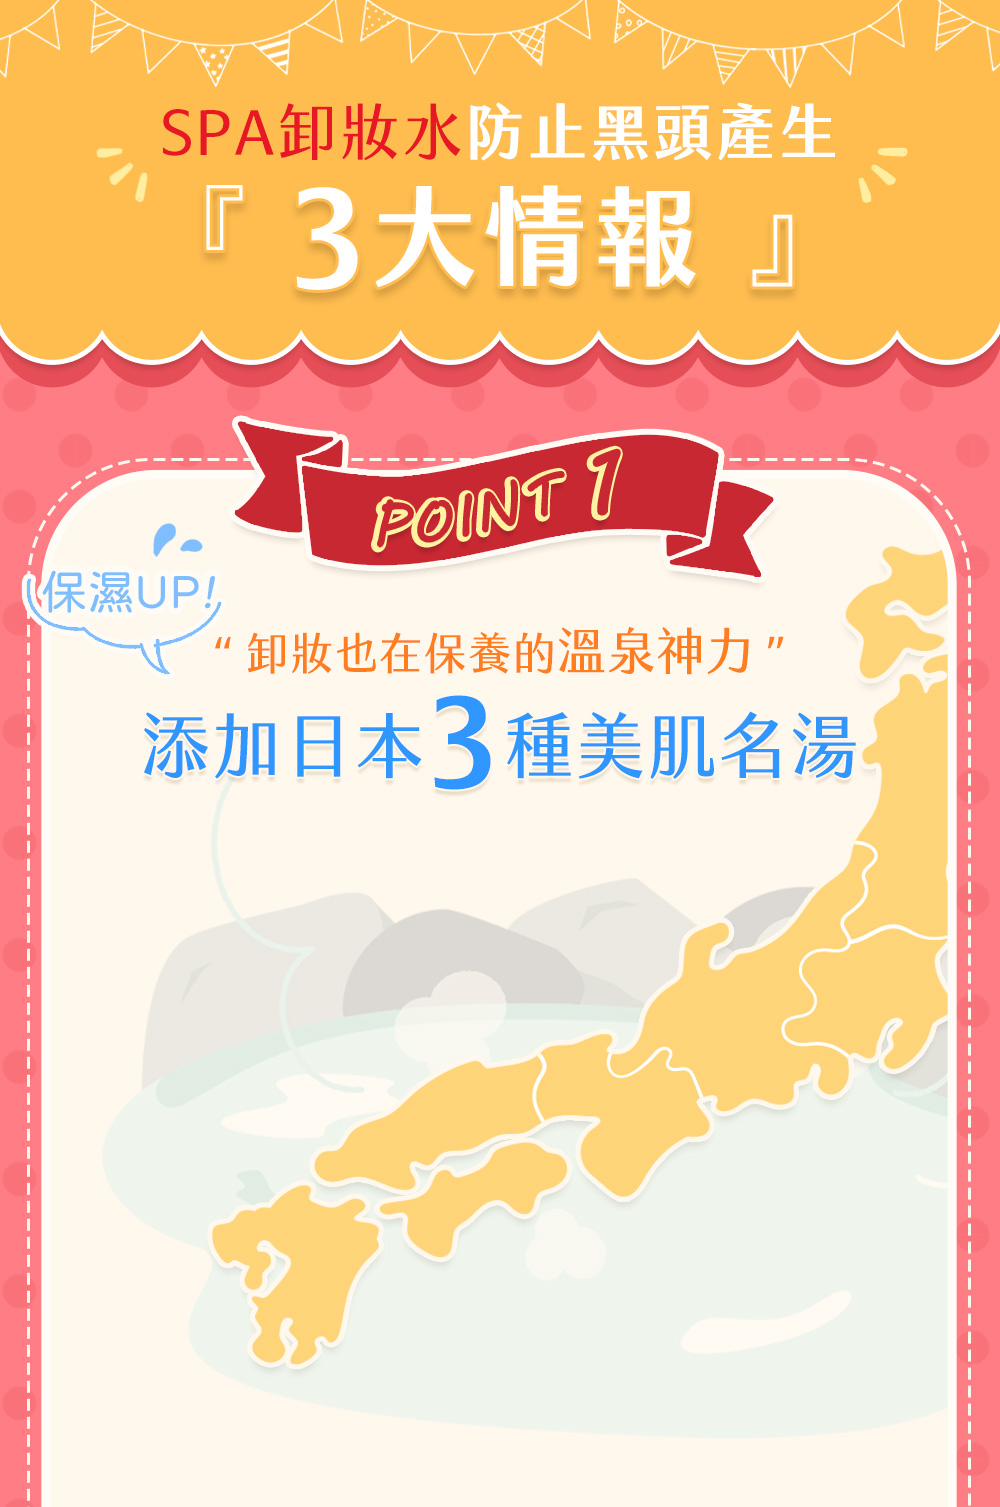 SPA卸妝水防止黑頭產生
『 3大情報 』
POINT 1
保濕UP!
“ 卸妝也在保養的溫泉神力 ”
添加日本3種美肌名湯